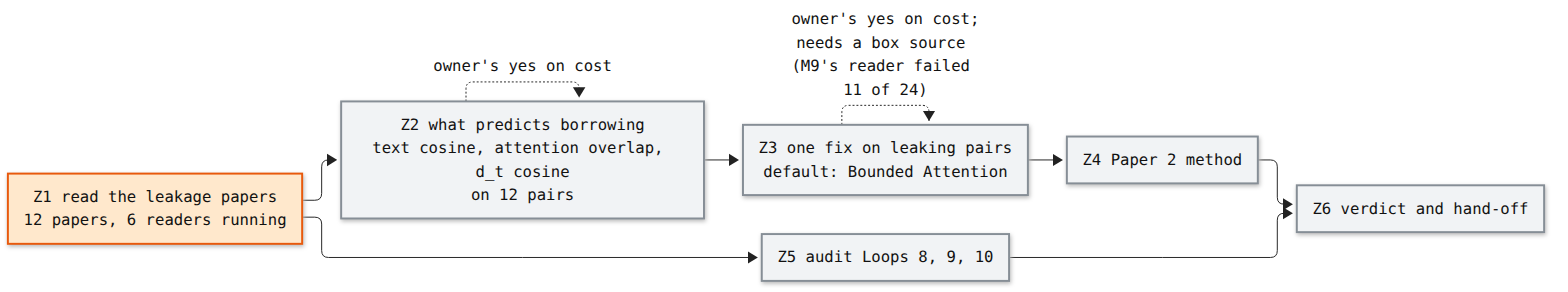 Z1 read the leakage papers
12 papers, 6 readers running
owner's yes on cost
Z2 what predicts borrowing
text cosine, attention overlap,
d_t cosine
on 12 pairs
owner's yes on cost;
needs a box source
(M9's reader failed
11 of 24)
Z3 one fix on leaking pairs
default: Bounded Attention
Z4 Paper 2 method
Z5 audit Loops 8, 9, 10
Z6 verdict and hand-off